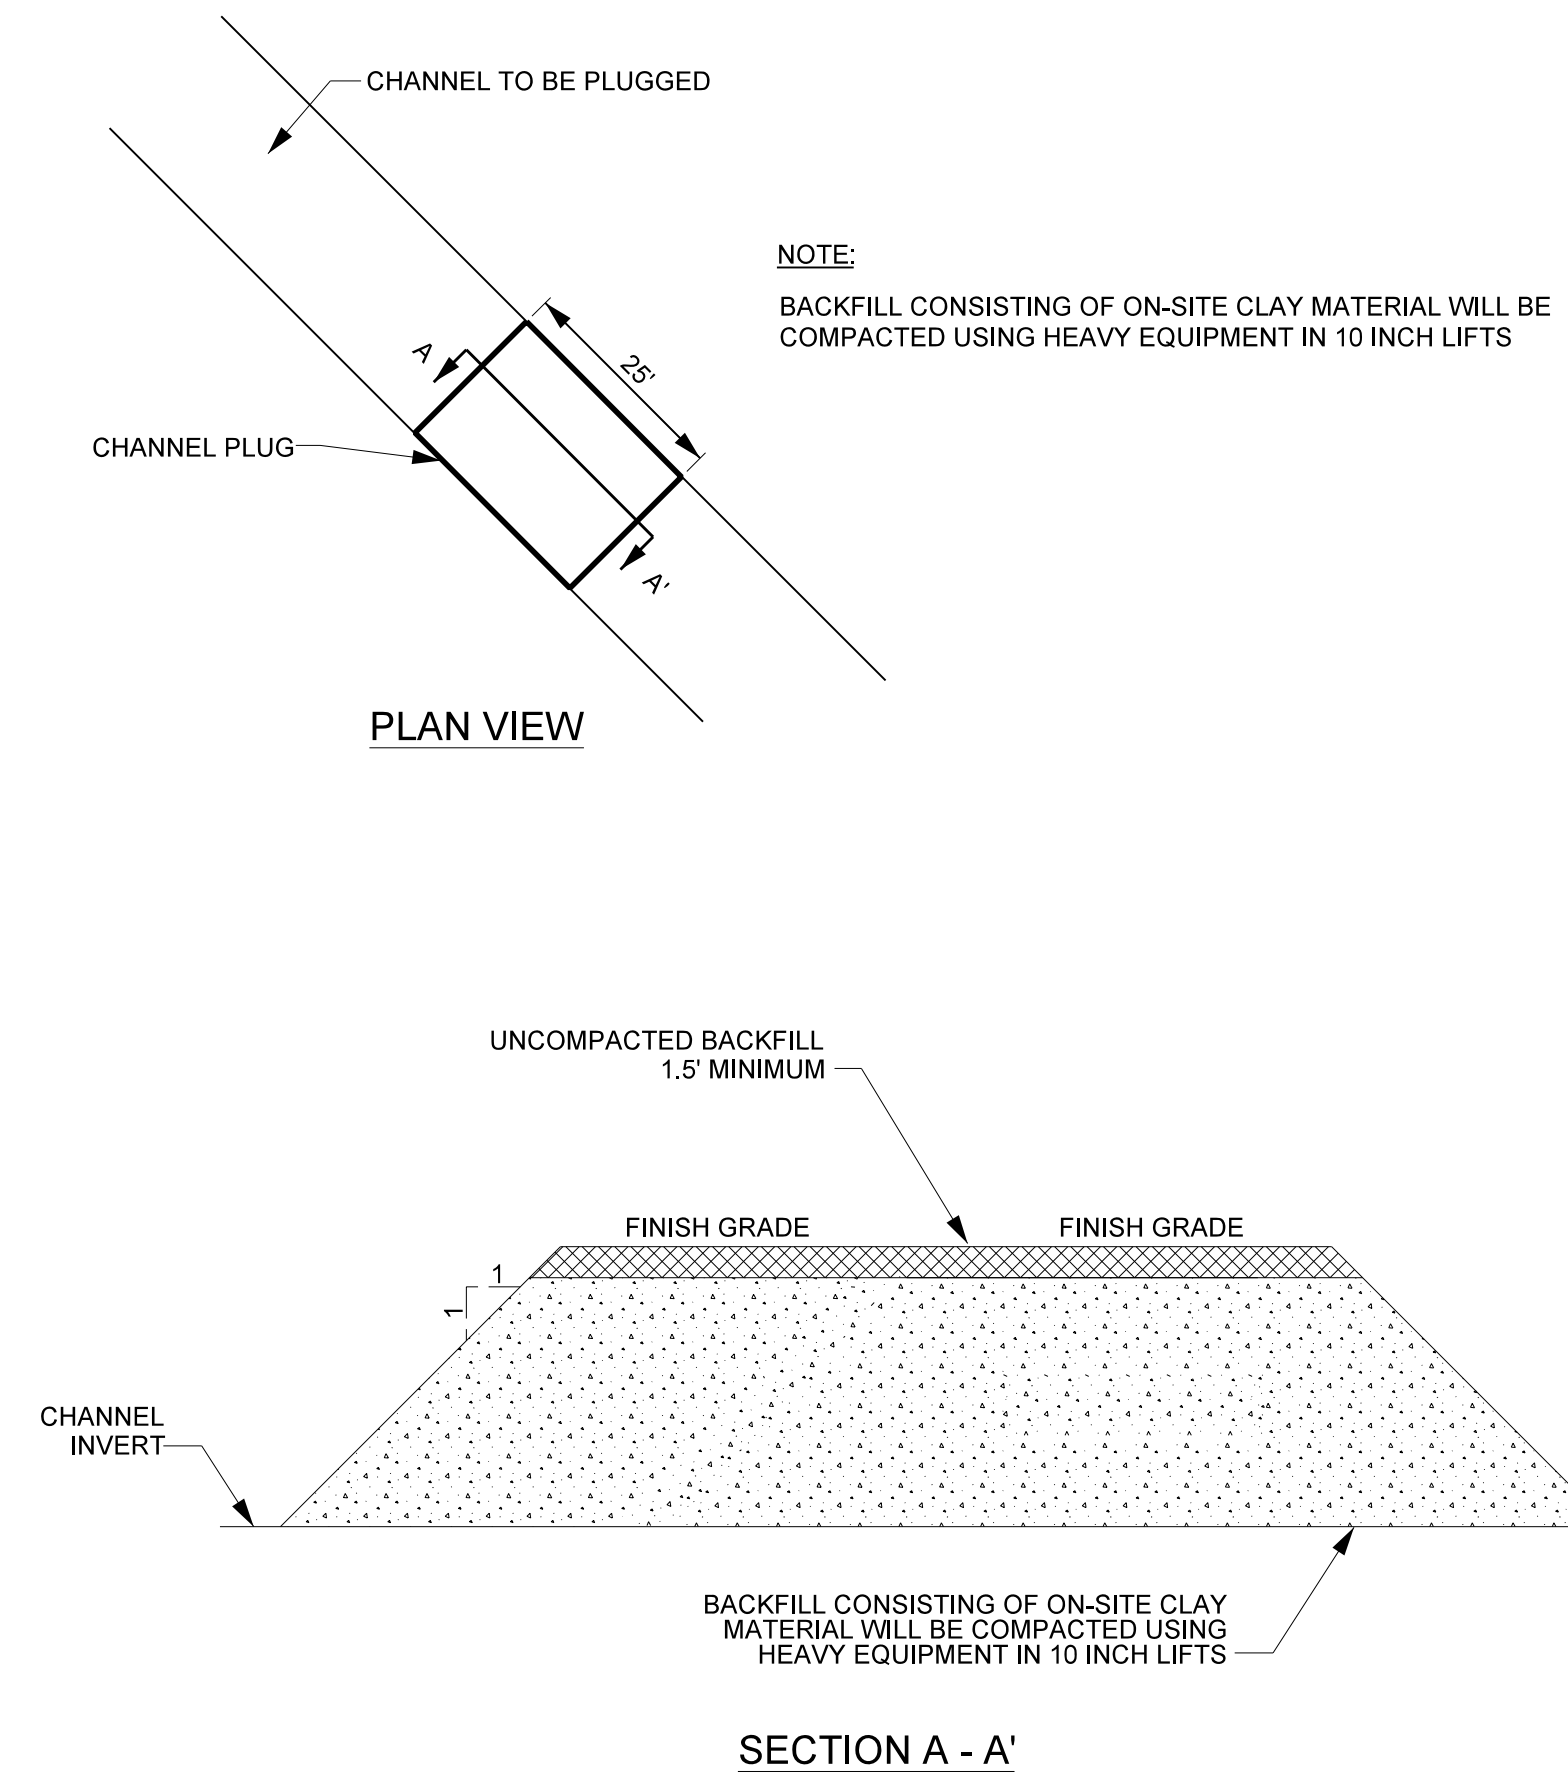 CHANNEL TO BE PLUGGED
NOTE:
BACKFILL CONSISTING OF ON-SITE CLAY MATERIAL WILL BE
COMPACTED USING HEAVY EQUIPMENT IN 10 INCH LIFTS
A
25'
CHANNEL PLUG
A'
PLAN VIEW
UNCOMPACTED BACKFILL
1.5' MINIMUM
FINISH GRADE
FINISH GRADE
1
1
CHANNEL
INVERT
BACKFILL CONSISTING OF ON-SITE CLAY
MATERIAL WILL BE COMPACTED USING
HEAVY EQUIPMENT IN 10 INCH LIFTS
SECTION A - A'